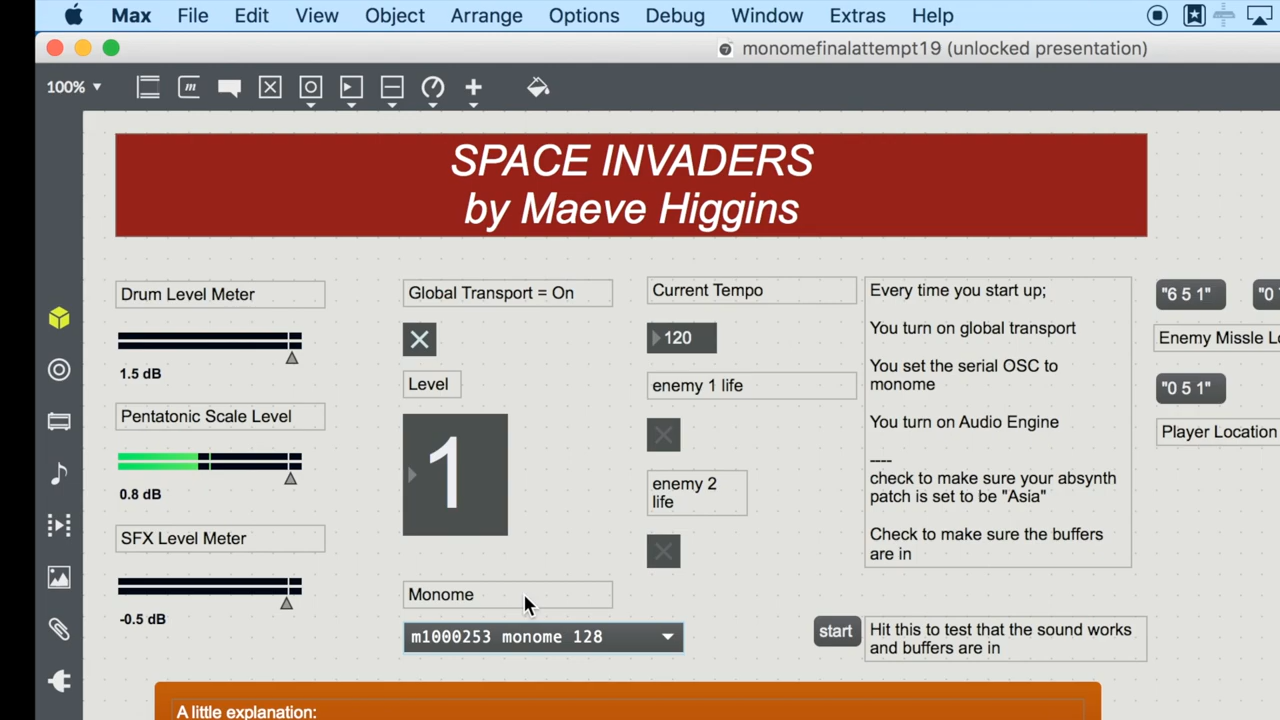 Max File Edit View Object Arrange Options Debug Window Extras Help
monomefinalattempt19 (unlocked presentation)
100%
SPACE INVADERS
by Maeve Higgins
Drum Level Meter
1.5 dB
Pentatonic Scale Level
0.8 dB
SFX Level Meter
-0.5 dB
Global Transport = On
Level
1
Monome
m1000253 monome 128
Current Tempo
120
enemy 1 life
enemy 2
life
Every time you start up;
You turn on global transport
You set the serial OSC to
monome
You turn on Audio Engine
----
check to make sure your absynth
patch is set to be "Asia"
Check to make sure the buffers
are in
start
Hit this to test that the sound works
and buffers are in
"6 5 1"
"0
Enemy Missle Lo
"0 5 1"
Player Location
A little explanation: